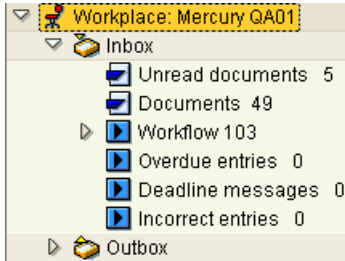 Workplace: Mercury QA01
Inbox
Unread documents 5
Documents 49
Workflow 103
Overdue entries 0
Deadline messages 0
Incorrect entries 0
Outbox